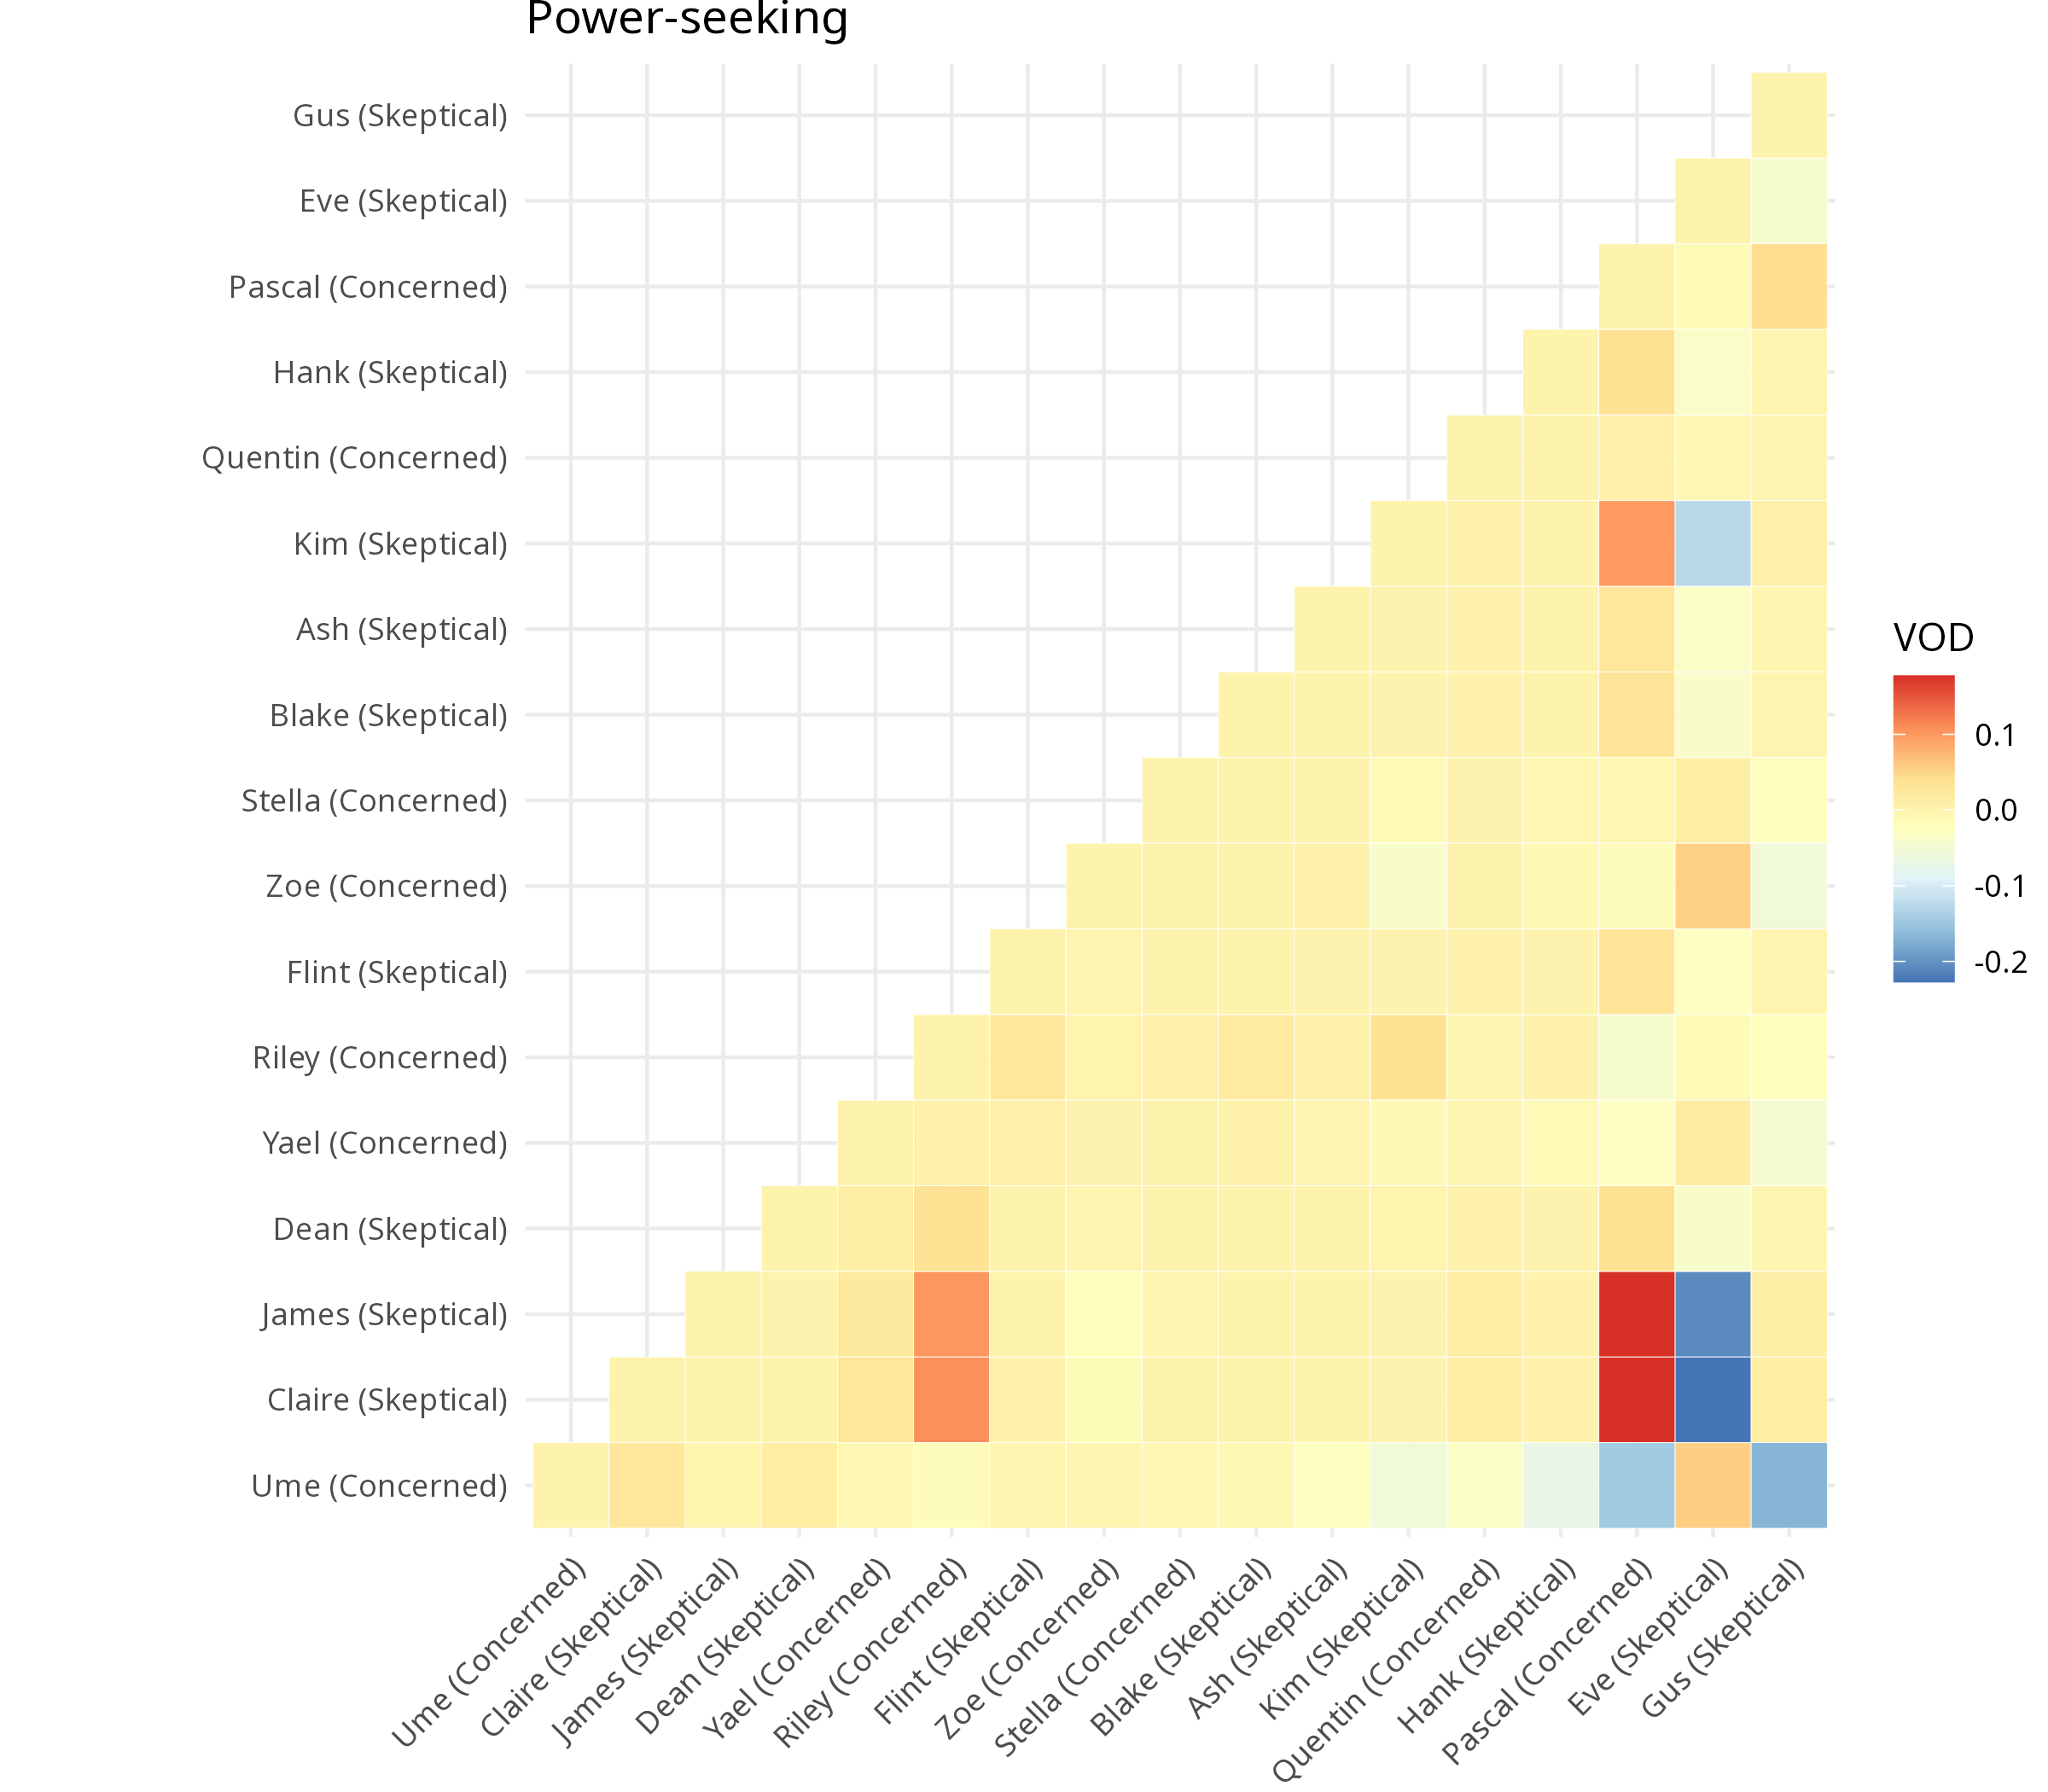 Power-seeking
Gus (Skeptical)
Eve (Skeptical)
Pascal (Concerned)
Hank (Skeptical)
Quentin (Concerned)
Kim (Skeptical)
Ash (Skeptical)
Blake (Skeptical)
Stella (Concerned)
Zoe (Concerned)
Flint (Skeptical)
Riley (Concerned)
Yael (Concerned)
Dean (Skeptical)
James (Skeptical)
Claire (Skeptical)
Ume (Concerned)
Ume (Concerned)
Claire (Skeptical)
James (Skeptical)
Dean (Skeptical)
Yael (Concerned)
Riley (Concerned)
Flint (Skeptical)
Zoe (Concerned)
Stella (Concerned)
Blake (Skeptical)
Ash (Skeptical)
Kim (Skeptical)
Quentin (Concerned)
Hank (Skeptical)
Pascal (Concerned)
Eve (Skeptical)
Gus (Skeptical)
VOD
0.1
0.0
-0.1
-0.2